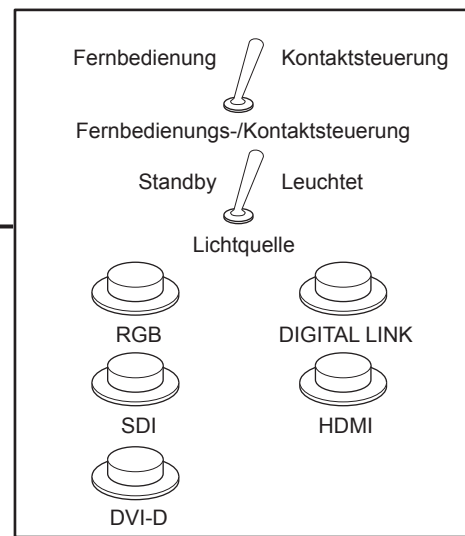 Fernbedienung Kontaktsteuerung
Fernbedienungs-/Kontaktsteuerung
Standby Leuchtet
Lichtquelle
RGB DIGITAL LINK
SDI HDMI
DVI-D